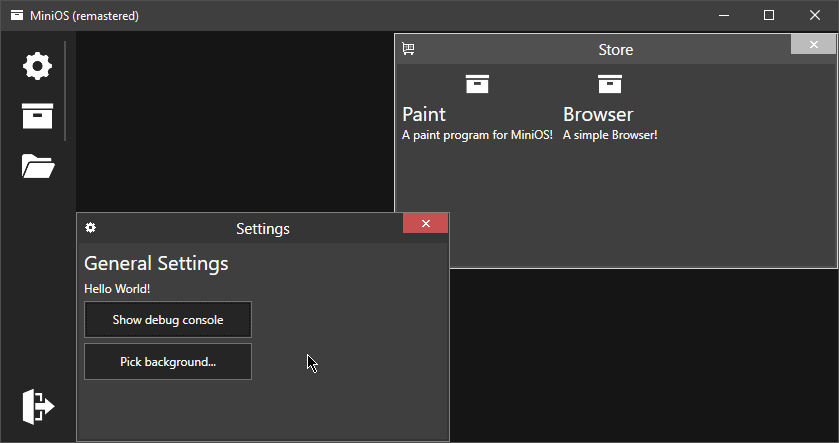 MiniOS (remastered)
Store
Paint
A paint program for MiniOS!
Browser
A simple Browser!
Settings
General Settings
Hello World!
Show debug console
Pick background...